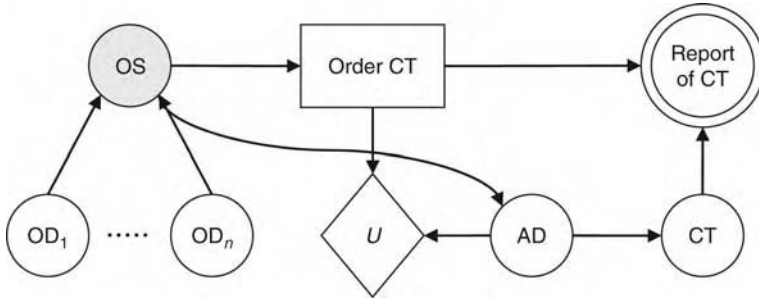 OS
Order CT
Report
of CT
OD₁
.....
ODₙ
U
AD
CT